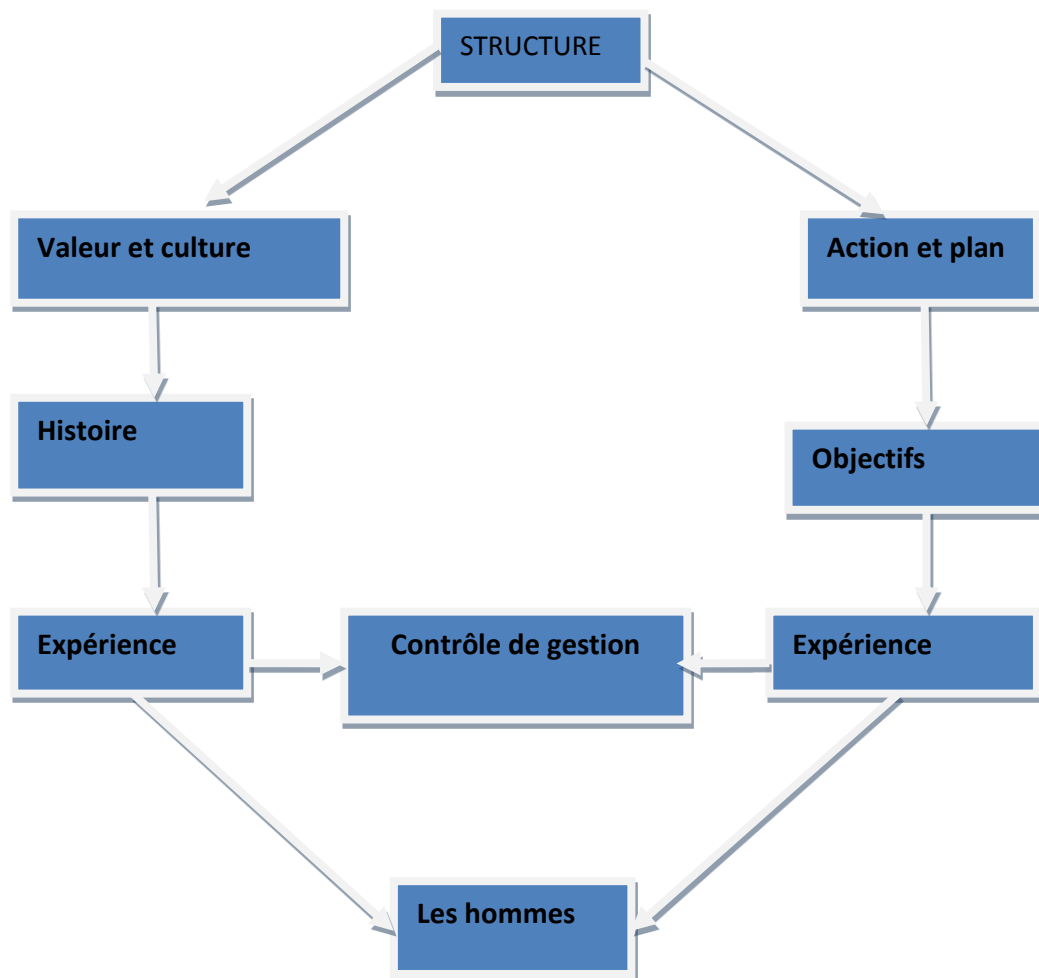 STRUCTURE
Valeur et culture
Action et plan
Histoire
Objectifs
Expérience
Contrôle de gestion
Expérience
Les hommes